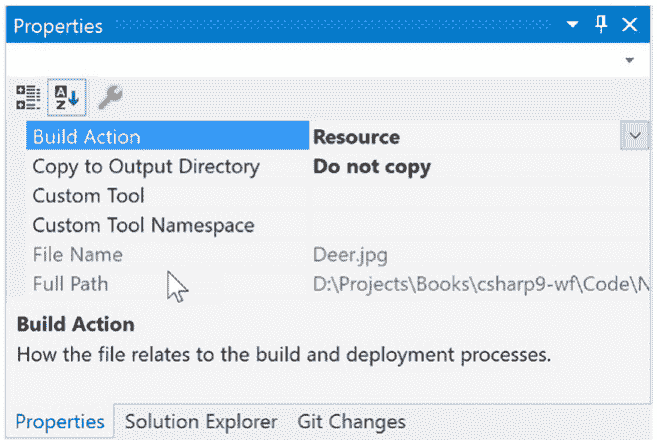 Properties
Build Action Resource
Copy to Output Directory Do not copy
Custom Tool
Custom Tool Namespace
File Name Deer.jpg
Full Path D:\Projects\Books\csharp9-wf\Code\N
Build Action
How the file relates to the build and deployment processes.
Properties Solution Explorer Git Changes